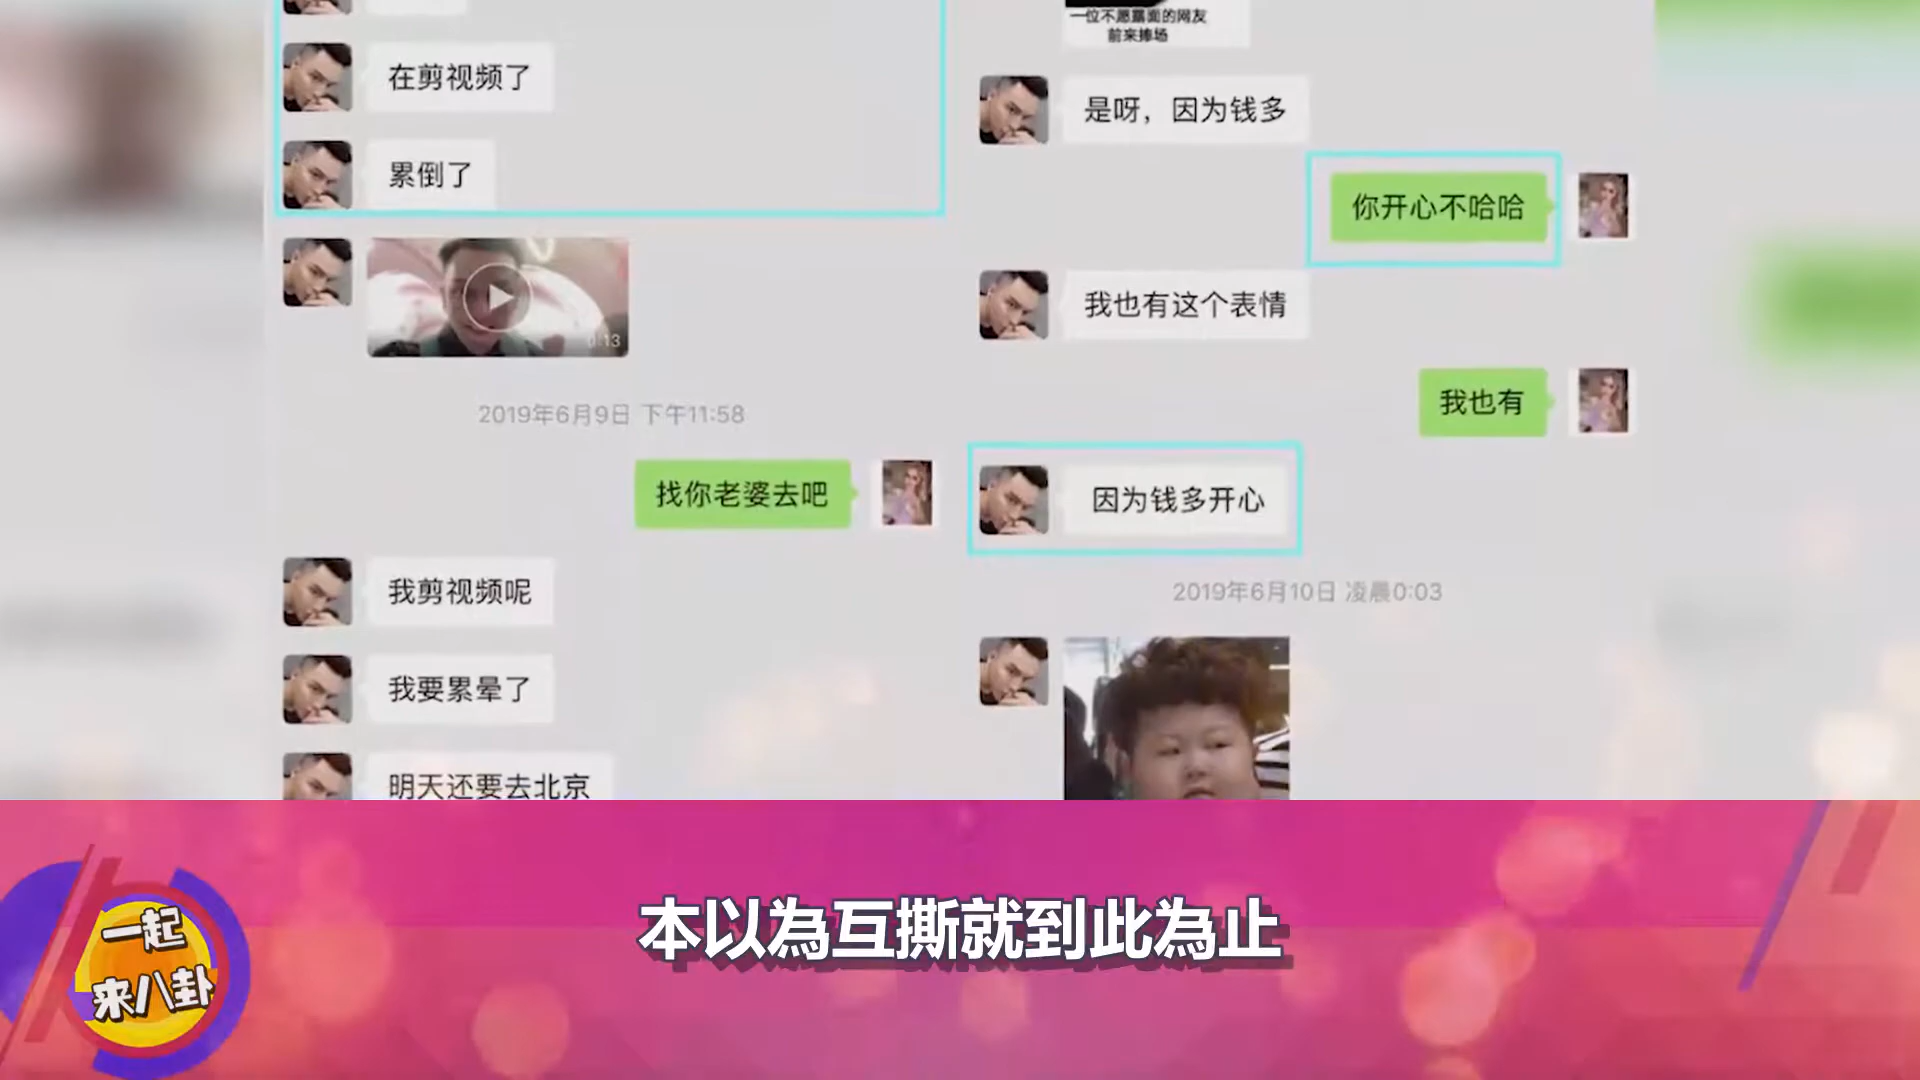 在剪视频了
累倒了
0:13
2019年6月9日 下午11:58
找你老婆去吧
我剪视频呢
我要累晕了
明天还要去北京
一位不愿露面的网友
前来捧场
是呀，因为钱多
你开心不哈哈
我也有这个表情
我也有
因为钱多开心
2019年6月10日 凌晨0:03
一起
来八卦
本以為互撕就到此為止